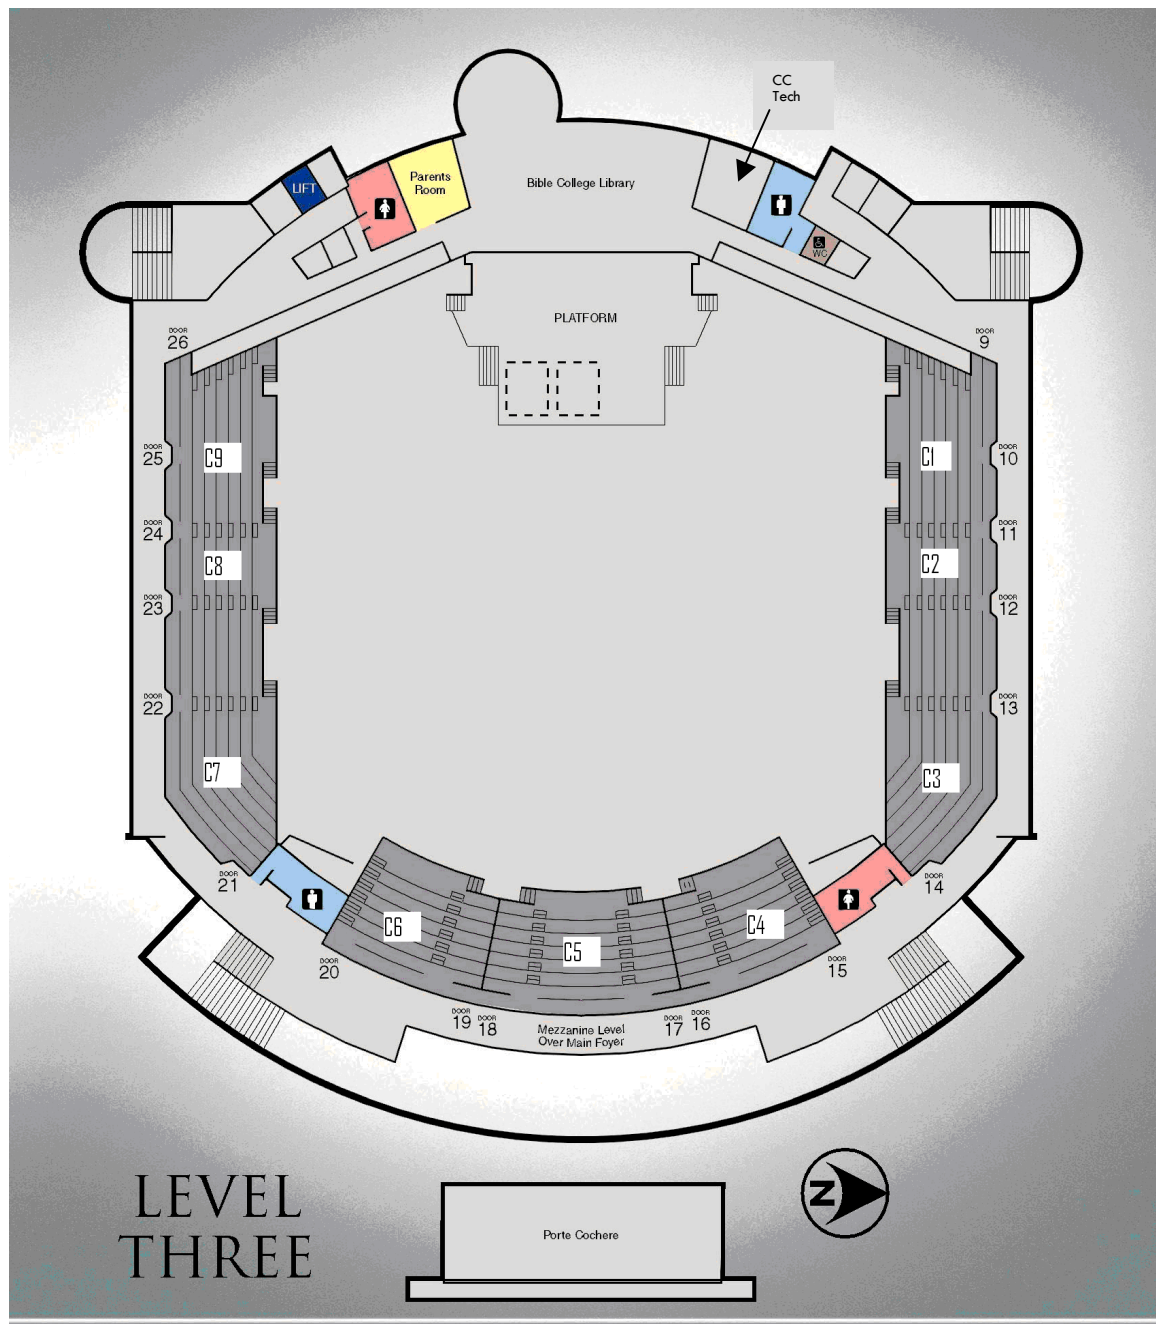 CC
Tech
LIFT
Parents
Room
Bible College Library
WC
PLATFORM
DOOR
26
DOOR
9
DOOR
25
C9
C1
DOOR
10
DOOR
24
DOOR
11
C8
C2
DOOR
23
DOOR
12
DOOR
22
DOOR
13
C7
C3
DOOR
21
DOOR
14
C6
C4
C5
DOOR
20
DOOR
15
DOOR
19
DOOR
18
Mezzanine Level
Over Main Foyer
DOOR
17
DOOR
16
LEVEL
THREE
N
Porte Cochere